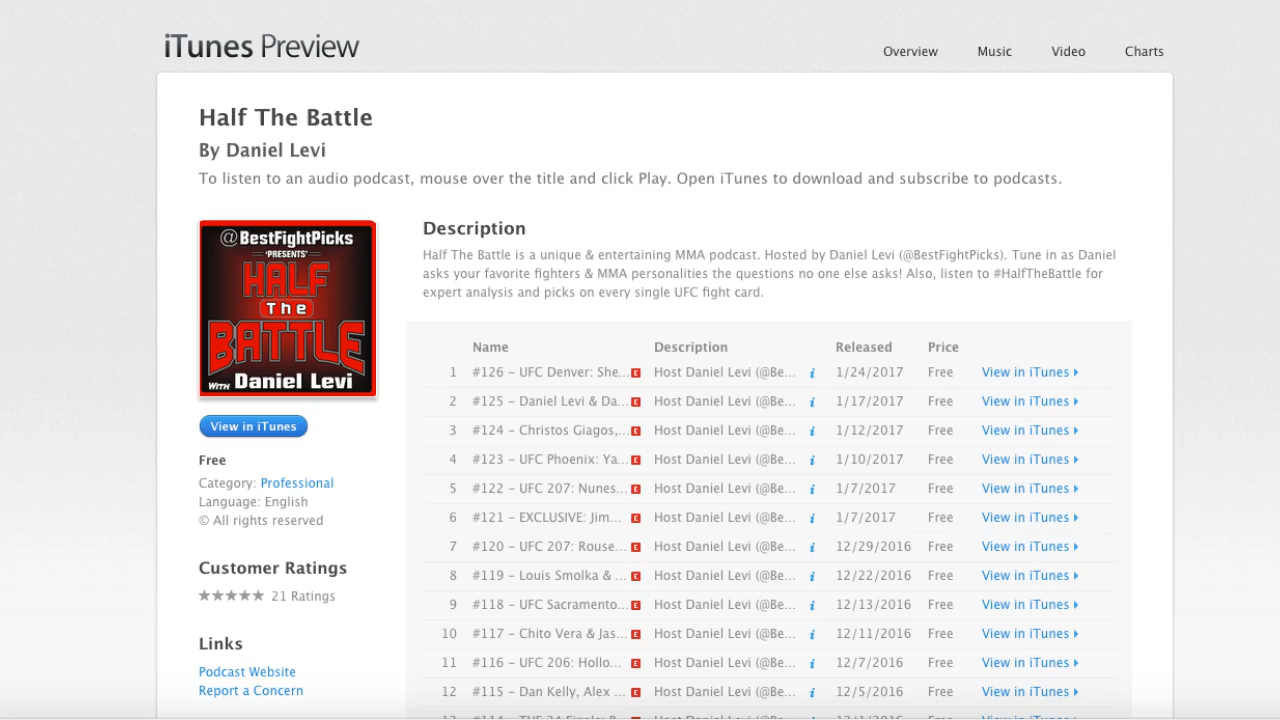 iTunes Preview
Overview Music Video Charts
Half The Battle
By Daniel Levi
To listen to an audio podcast, mouse over the title and click Play. Open iTunes to download and subscribe to podcasts.
@BestFightPicks
·PRESENTS·
HALF
The
BATTLE
WITH Daniel Levi
View in iTunes
Free
Category: Professional
Language: English
© All rights reserved
Customer Ratings
★★★★★ 21 Ratings
Links
Podcast Website
Report a Concern
Description
Half The Battle is a unique & entertaining MMA podcast. Hosted by Daniel Levi (@BestFightPicks). Tune in as Daniel
asks your favorite fighters & MMA personalities the questions no one else asks! Also, listen to #HalfTheBattle for
expert analysis and picks on every single UFC fight card.
Name Description Released Price
1 #126 – UFC Denver: She... E Host Daniel Levi (@Be... i 1/24/2017 Free View in iTunes
2 #125 – Daniel Levi & Da... E Host Daniel Levi (@Be... i 1/17/2017 Free View in iTunes
3 #124 – Christos Giagos,... E Host Daniel Levi (@Be... i 1/12/2017 Free View in iTunes
4 #123 – UFC Phoenix: Ya... E Host Daniel Levi (@Be... i 1/10/2017 Free View in iTunes
5 #122 – UFC 207: Nunes... E Host Daniel Levi (@Be... i 1/7/2017 Free View in iTunes
6 #121 – EXCLUSIVE: Jim... E Host Daniel Levi (@Be... i 1/7/2017 Free View in iTunes
7 #120 – UFC 207: Rouse... E Host Daniel Levi (@Be... i 12/29/2016 Free View in iTunes
8 #119 – Louis Smolka & ... E Host Daniel Levi (@Be... i 12/22/2016 Free View in iTunes
9 #118 – UFC Sacramento... E Host Daniel Levi (@Be... i 12/13/2016 Free View in iTunes
10 #117 – Chito Vera & Jas... E Host Daniel Levi (@Be... i 12/11/2016 Free View in iTunes
11 #116 – UFC 206: Hollo... E Host Daniel Levi (@Be... i 12/7/2016 Free View in iTunes
12 #115 – Dan Kelly, Alex ... E Host Daniel Levi (@Be... i 12/5/2016 Free View in iTunes